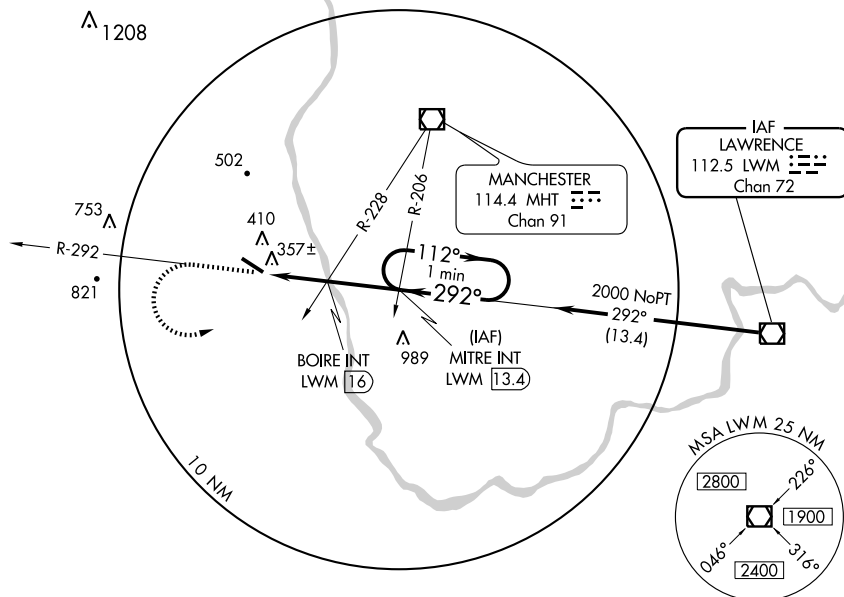 1208
IAF
LAWRENCE
112.5 LWM
Chan 72
502
MANCHESTER
114.4 MHT
Chan 91
R-228
R-206
753
410
357±
R-292
821
112°
1 min
292°
2000 NoPT
292°
(13.4)
989
BOIRE INT
LWM 16
(IAF)
MITRE INT
LWM 13.4
10 NM
MSA LWM 25 NM
2800
226°
1900
046°
316°
2400